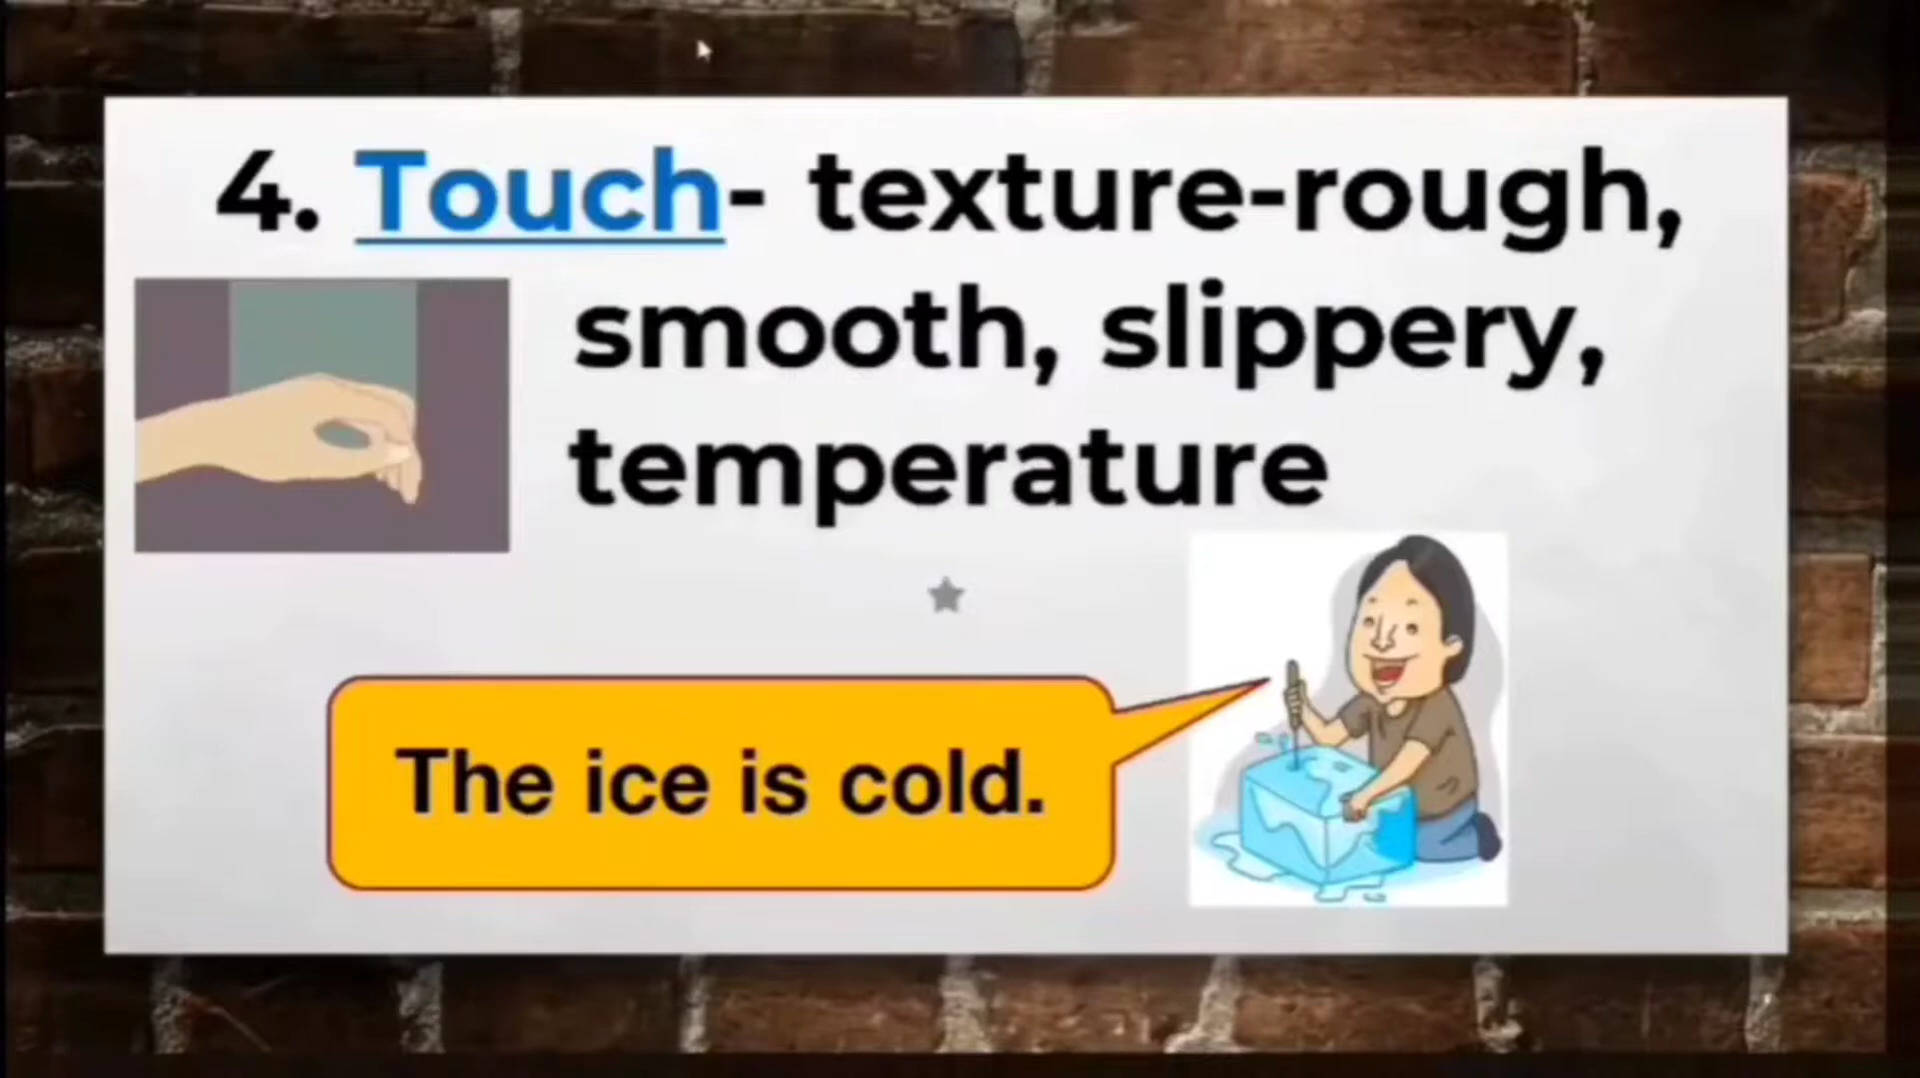 4. Touch- texture-rough,
smooth, slippery,
temperature
The ice is cold.